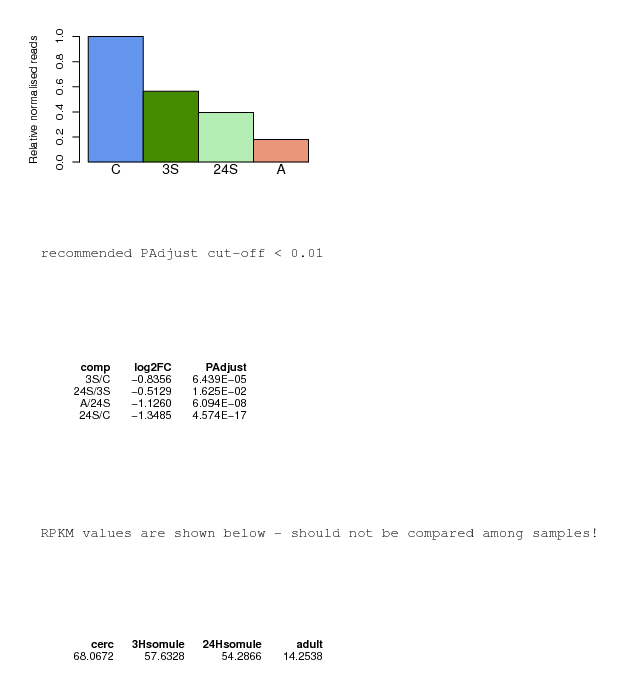 Relative normalised reads
1.0
0.8
0.6
0.4
0.2
0.0
C 3S 24S A
recommended PAdjust cut-off < 0.01
comp log2FC PAdjust
3S/C −0.8356 6.439E−05
24S/3S −0.5129 1.625E−02
A/24S −1.1260 6.094E−08
24S/C −1.3485 4.574E−17
RPKM values are shown below - should not be compared among samples!
cerc 3Hsomule 24Hsomule adult
68.0672 57.6328 54.2866 14.2538